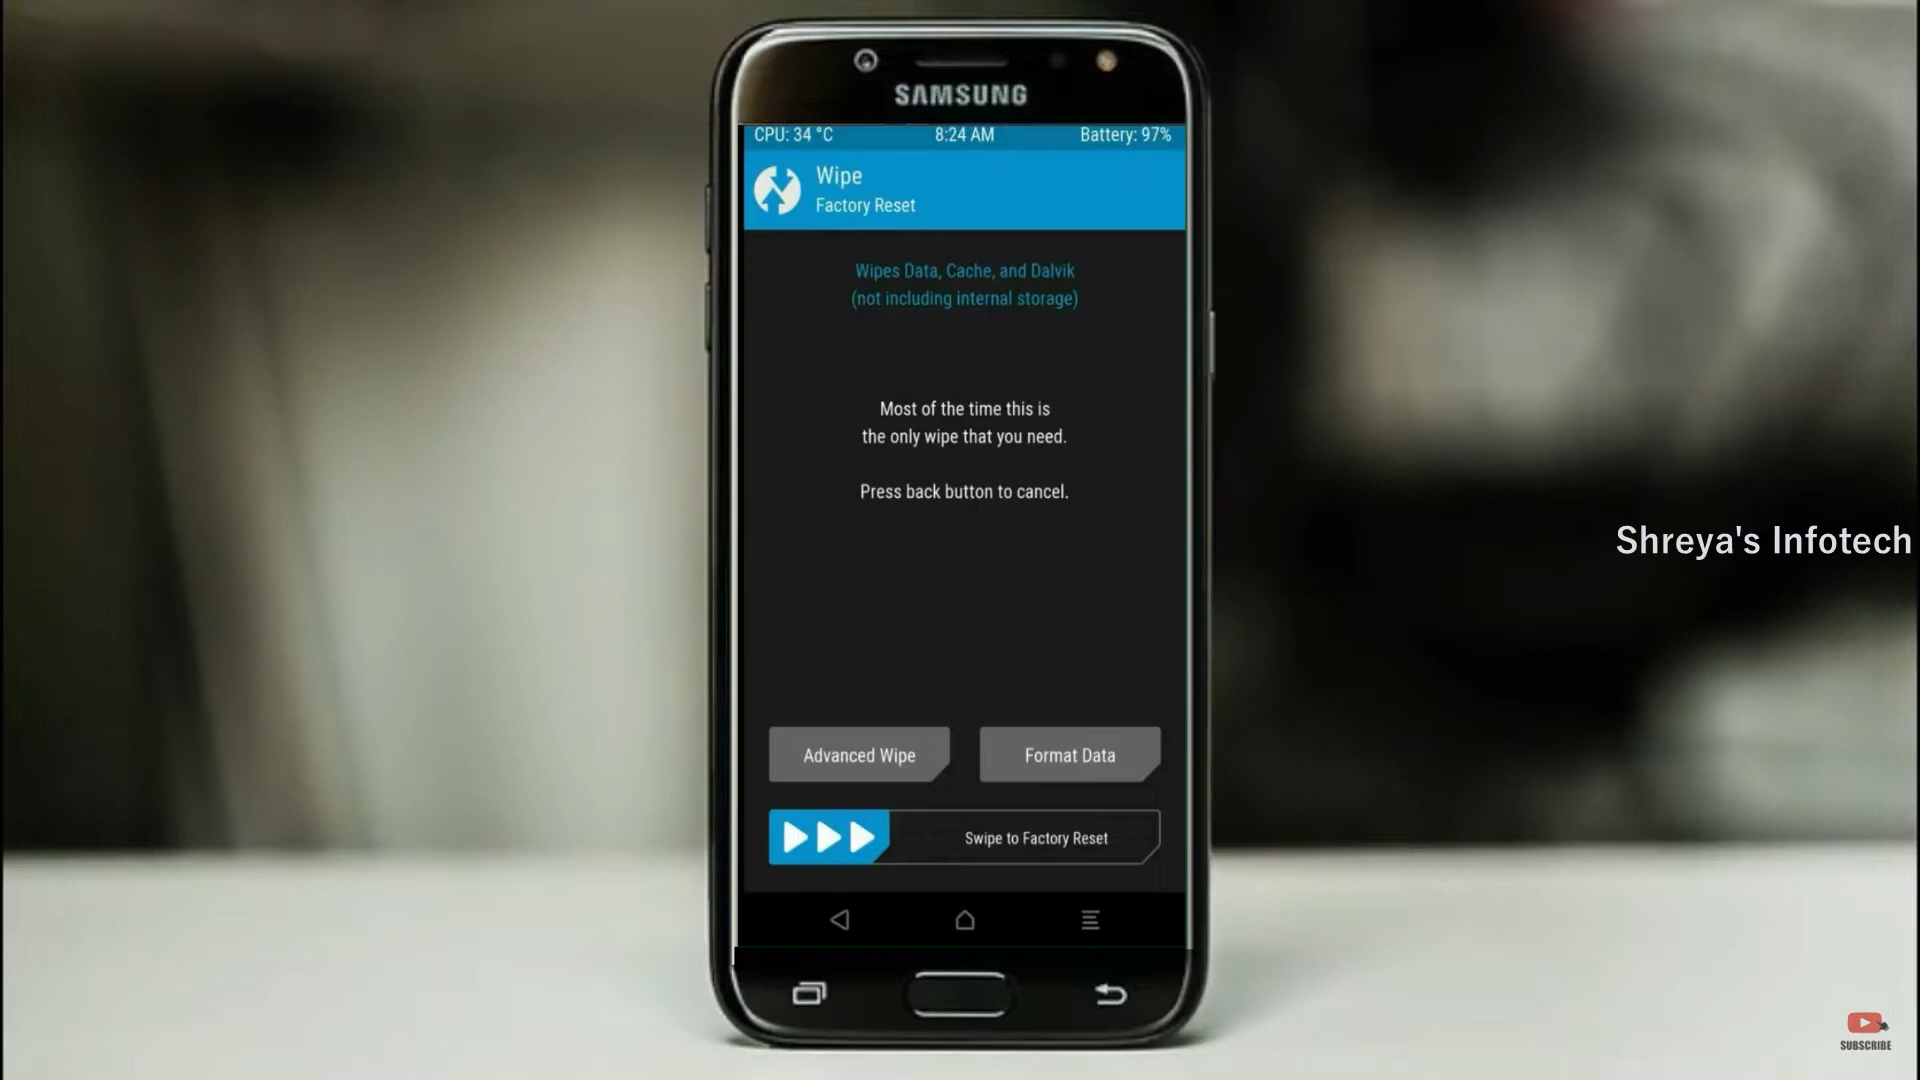 SAMSUNG
CPU: 34 °C 8:24 AM Battery: 97%
Wipe
Factory Reset
Wipes Data, Cache, and Dalvik
(not including internal storage)
Most of the time this is
the only wipe that you need.
Press back button to cancel.
Shreya's Infotech
Advanced Wipe Format Data
Swipe to Factory Reset
SUBSCRIBE